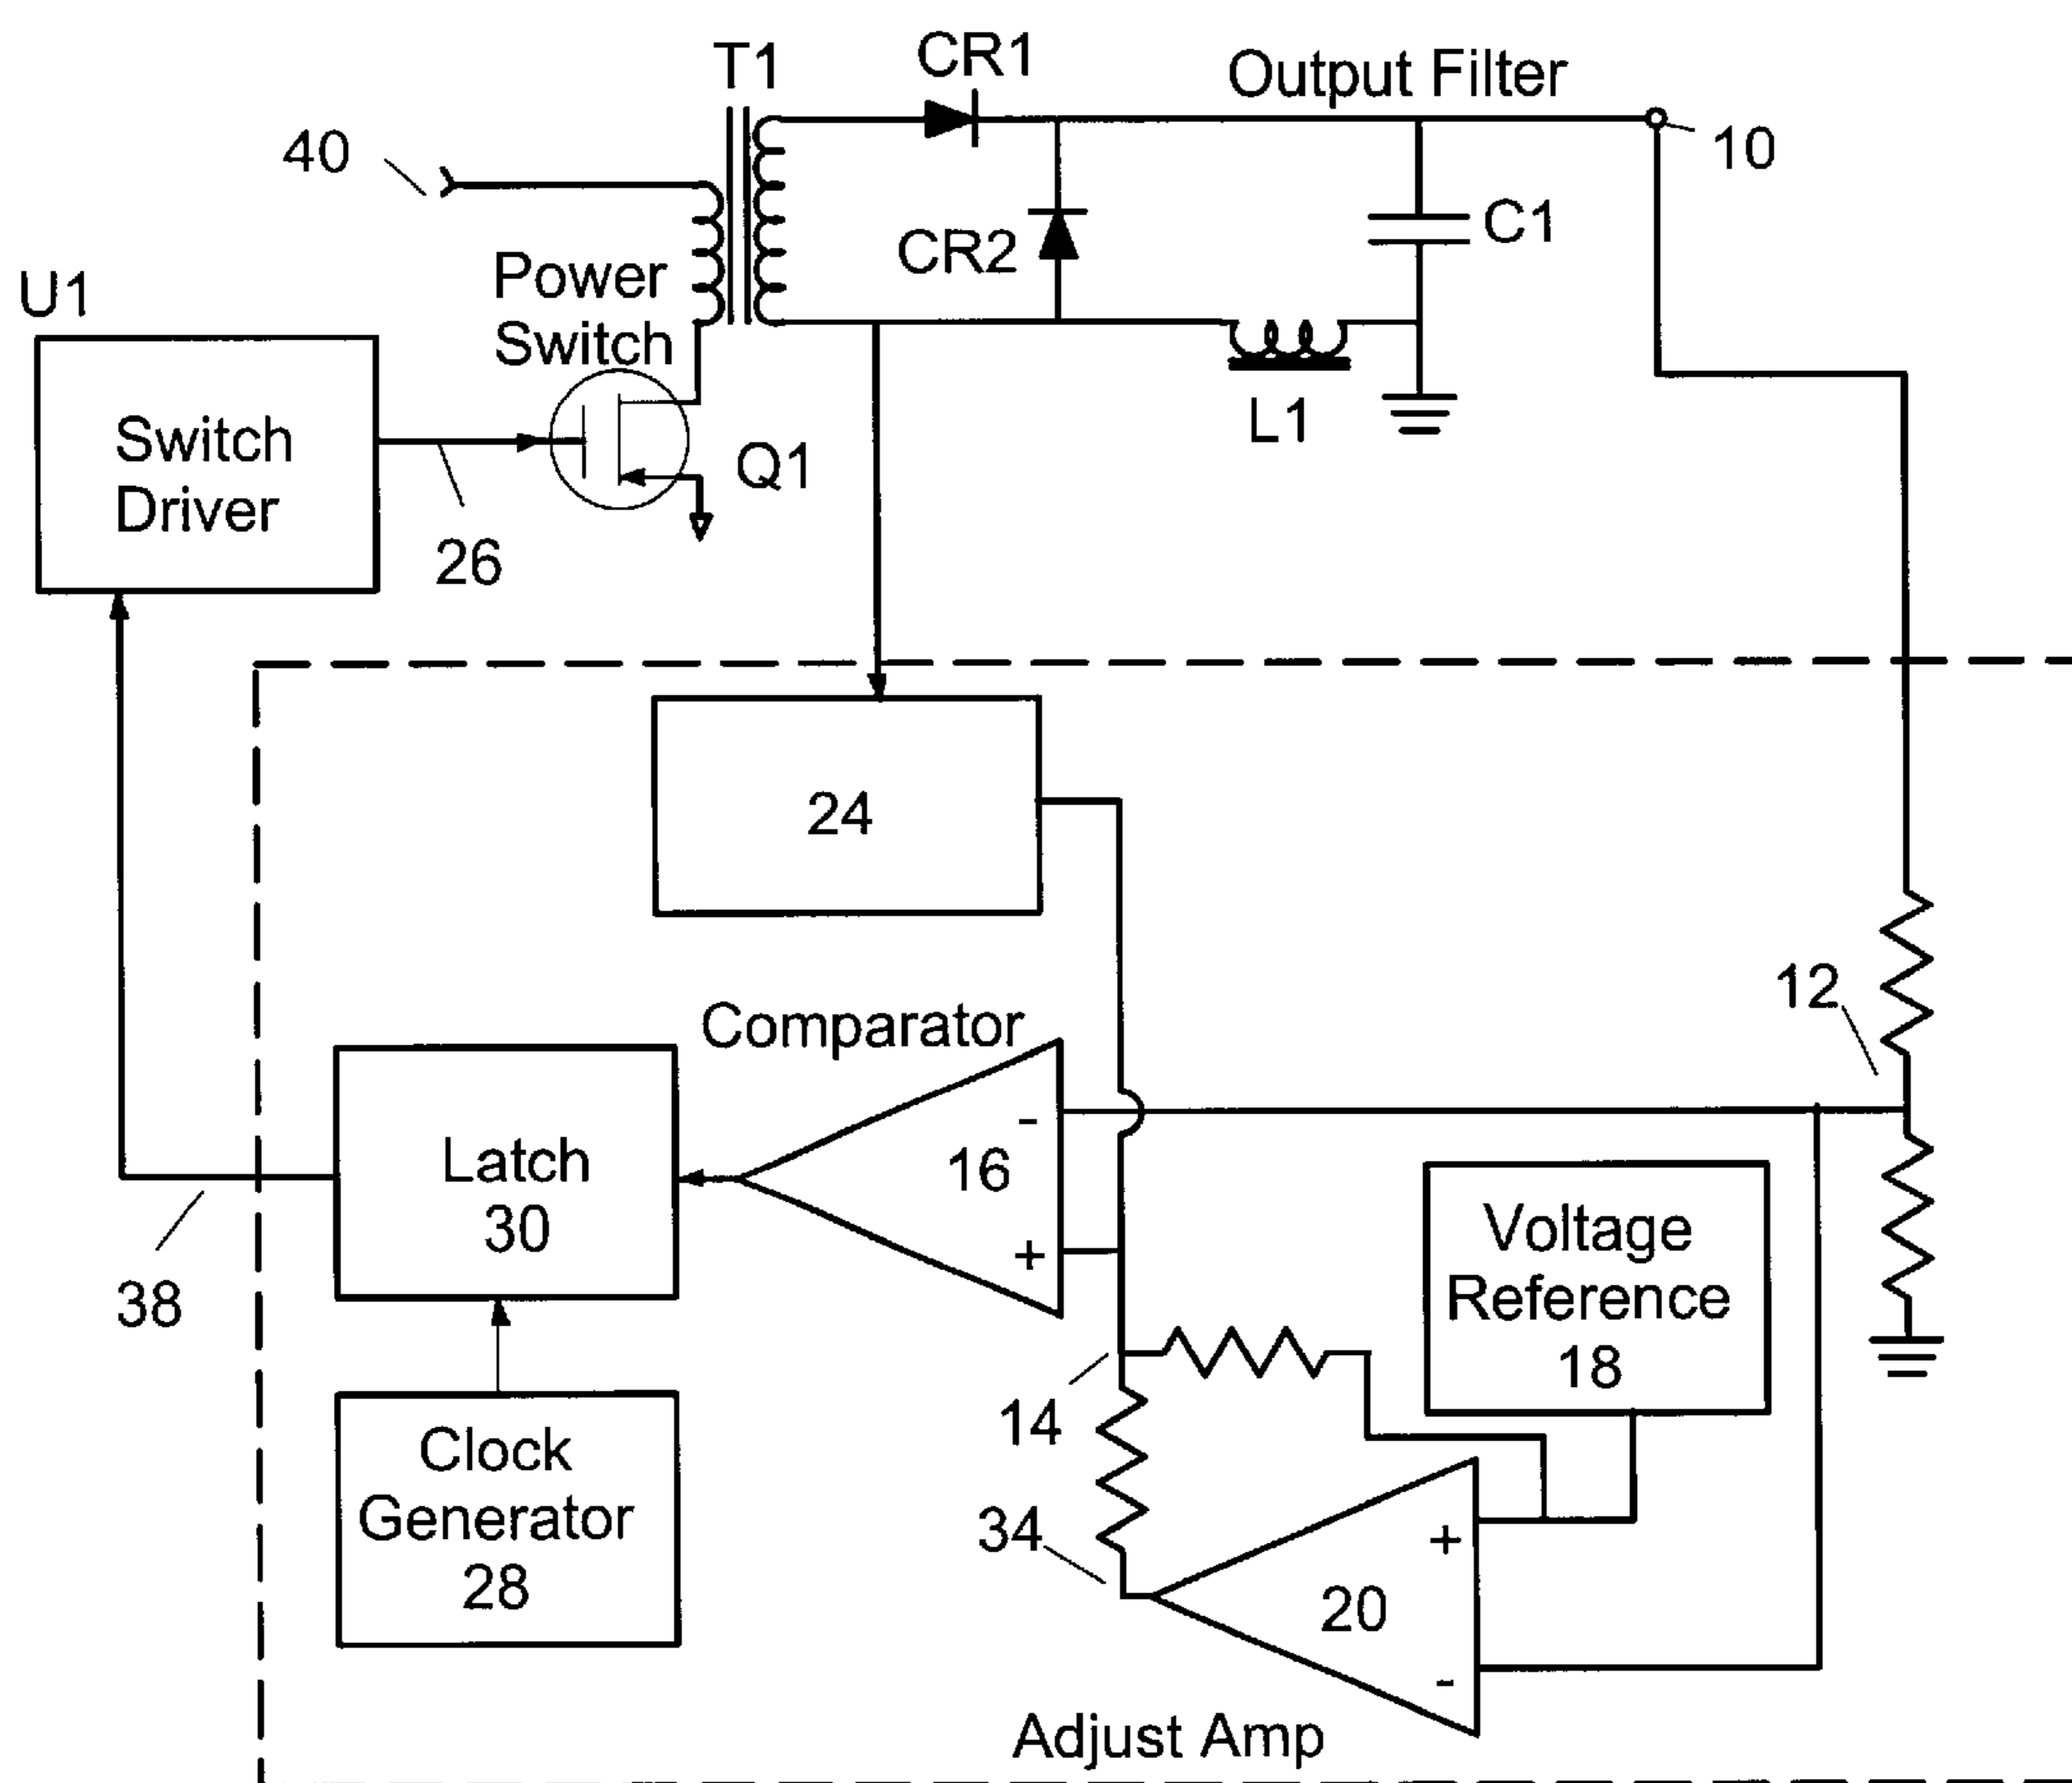 T1
CR1
Output Filter
40
10
C1
CR2
Power
Switch
U1
L1
Switch
Driver
Q1
26
24
12
Comparator
-
16
+
Latch
30
Voltage
Reference
18
38
14
Clock
Generator
28
34
+
20
-
Adjust Amp